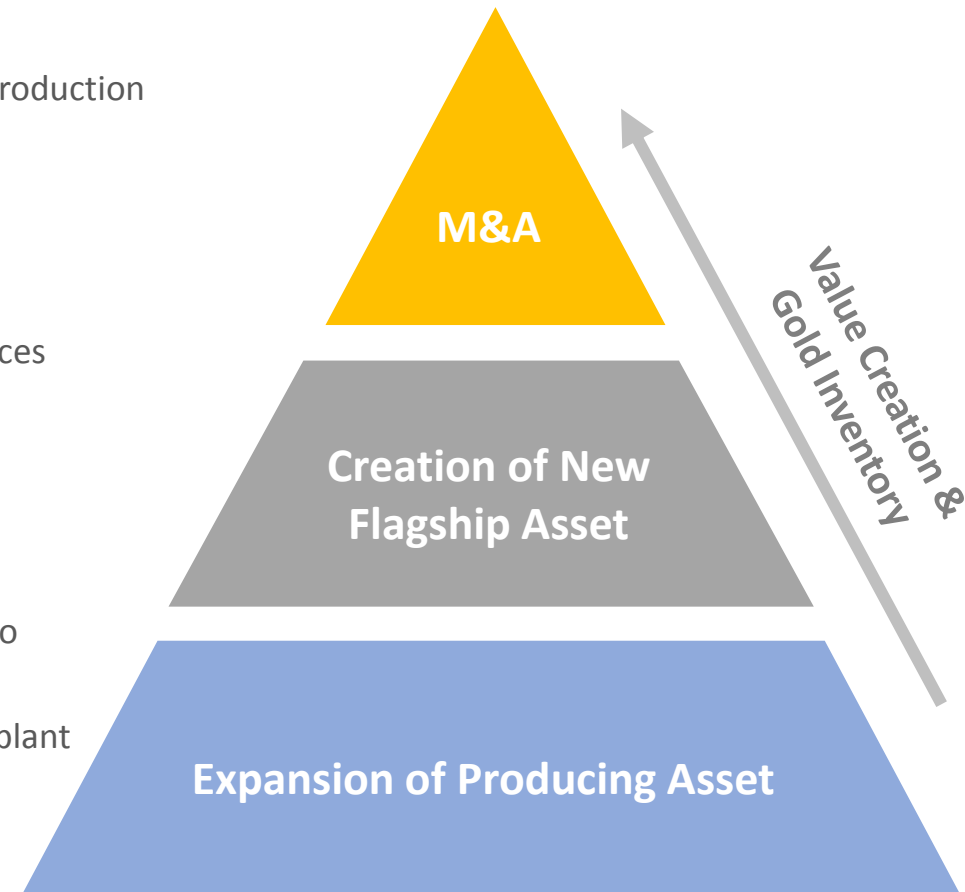 roduction
M&A
Value Creation &
Gold Inventory
ces
Creation of New
Flagship Asset
o
plant
Expansion of Producing Asset